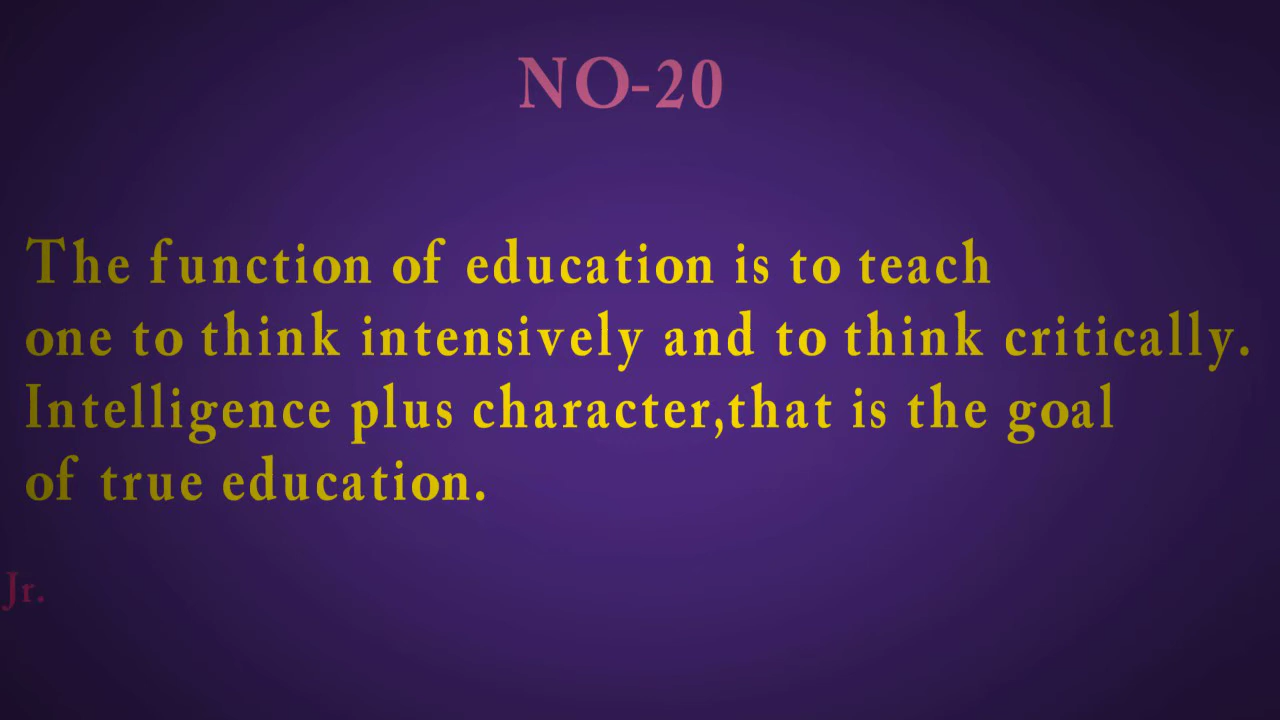 NO-20
The function of education is to teach
one to think intensively and to think critically.
Intelligence plus character,that is the goal
of true education.
Jr.